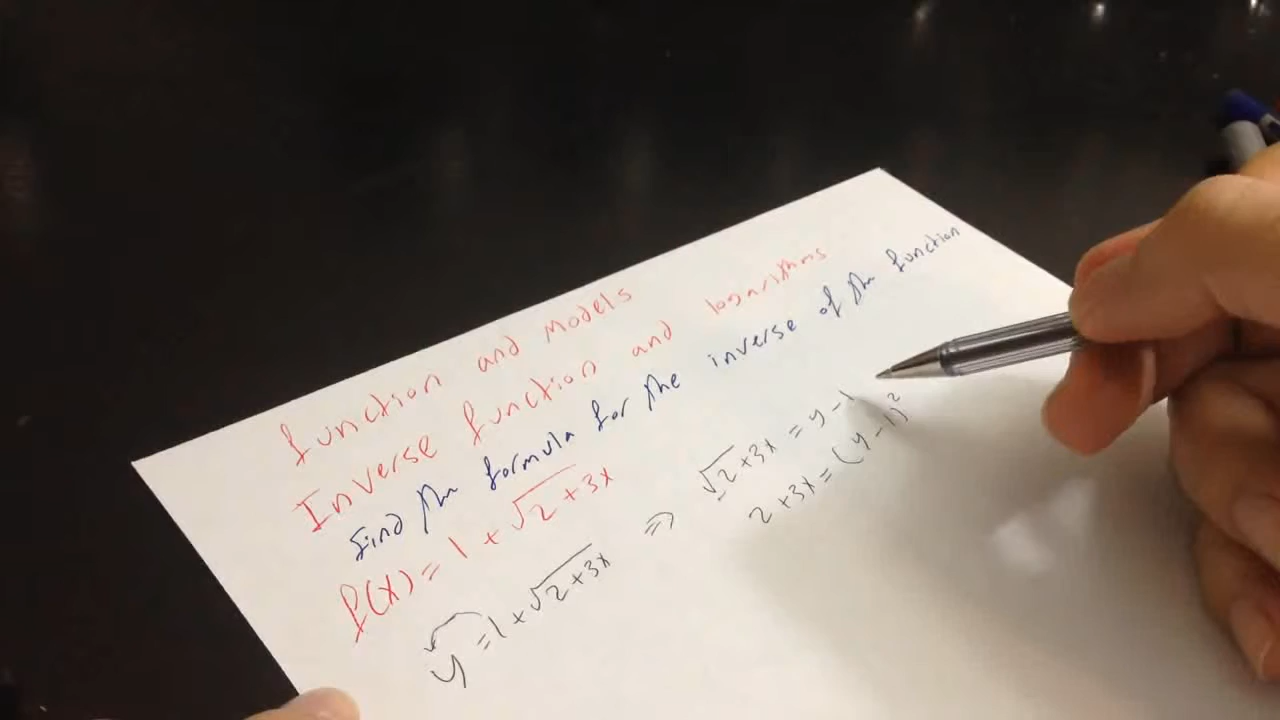 function and models
Inverse function and logarithms
find the formula for the inverse of the function
f(x) = 1 + √2+3x
y = 1 + √2+3x ⇒ √2+3x = y-1
2+3x = (y-1)²